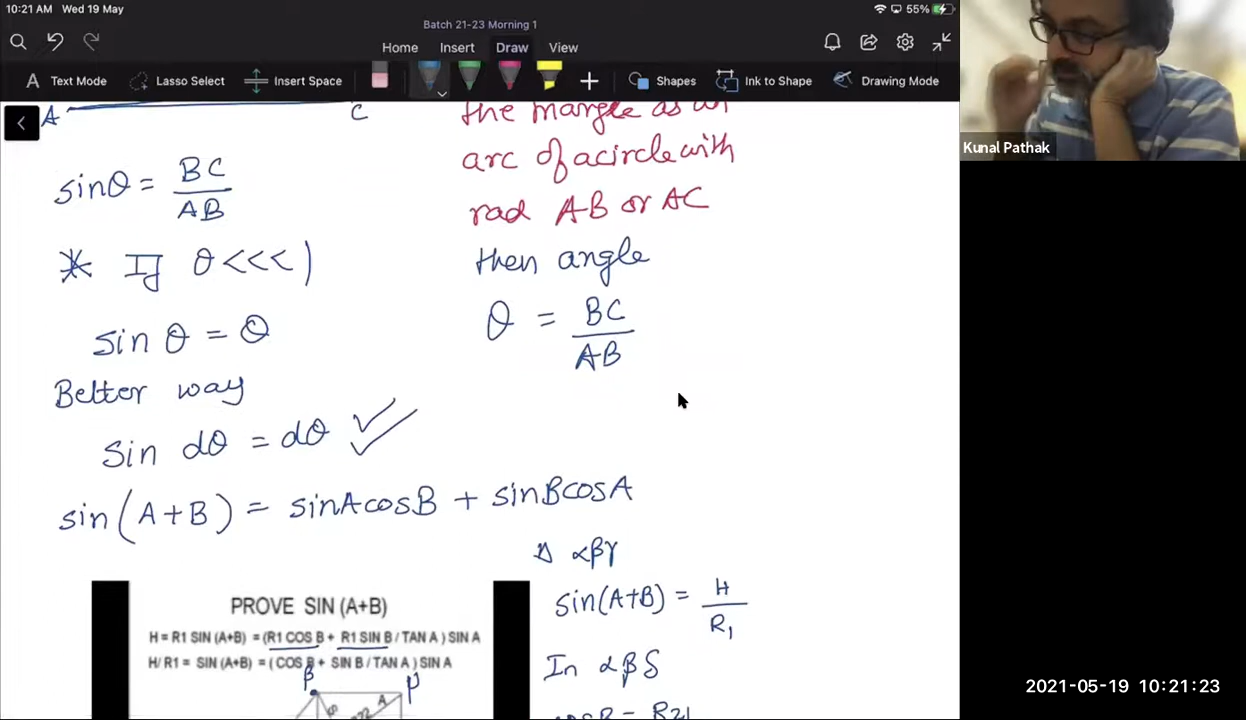 10:21 AM Wed 19 May
55%
Batch 21-23 Morning 1
Home Insert Draw View
Text Mode Lasso Select Insert Space Shapes Ink to Shape Drawing Mode
Kunal Pathak
A C
sinθ = BC
AB
* If θ<<<1
sin θ = θ
Better way
sin dθ = dθ
sin(A+B) = sinAcosB + sinBcosA
the triangle as an
arc of a circle with
rad AB or AC
then angle
θ = BC
AB
Δ αβγ
sin(A+B) = H
R1
In αβδ
PROVE SIN (A+B)
H = R1 SIN (A+B) = (R1 COS B + R1 SIN B / TAN A ) SIN A
H/R1 = SIN (A+B) = ( COS B + SIN B / TAN A ) SIN A
β
A
2021-05-19 10:21:23